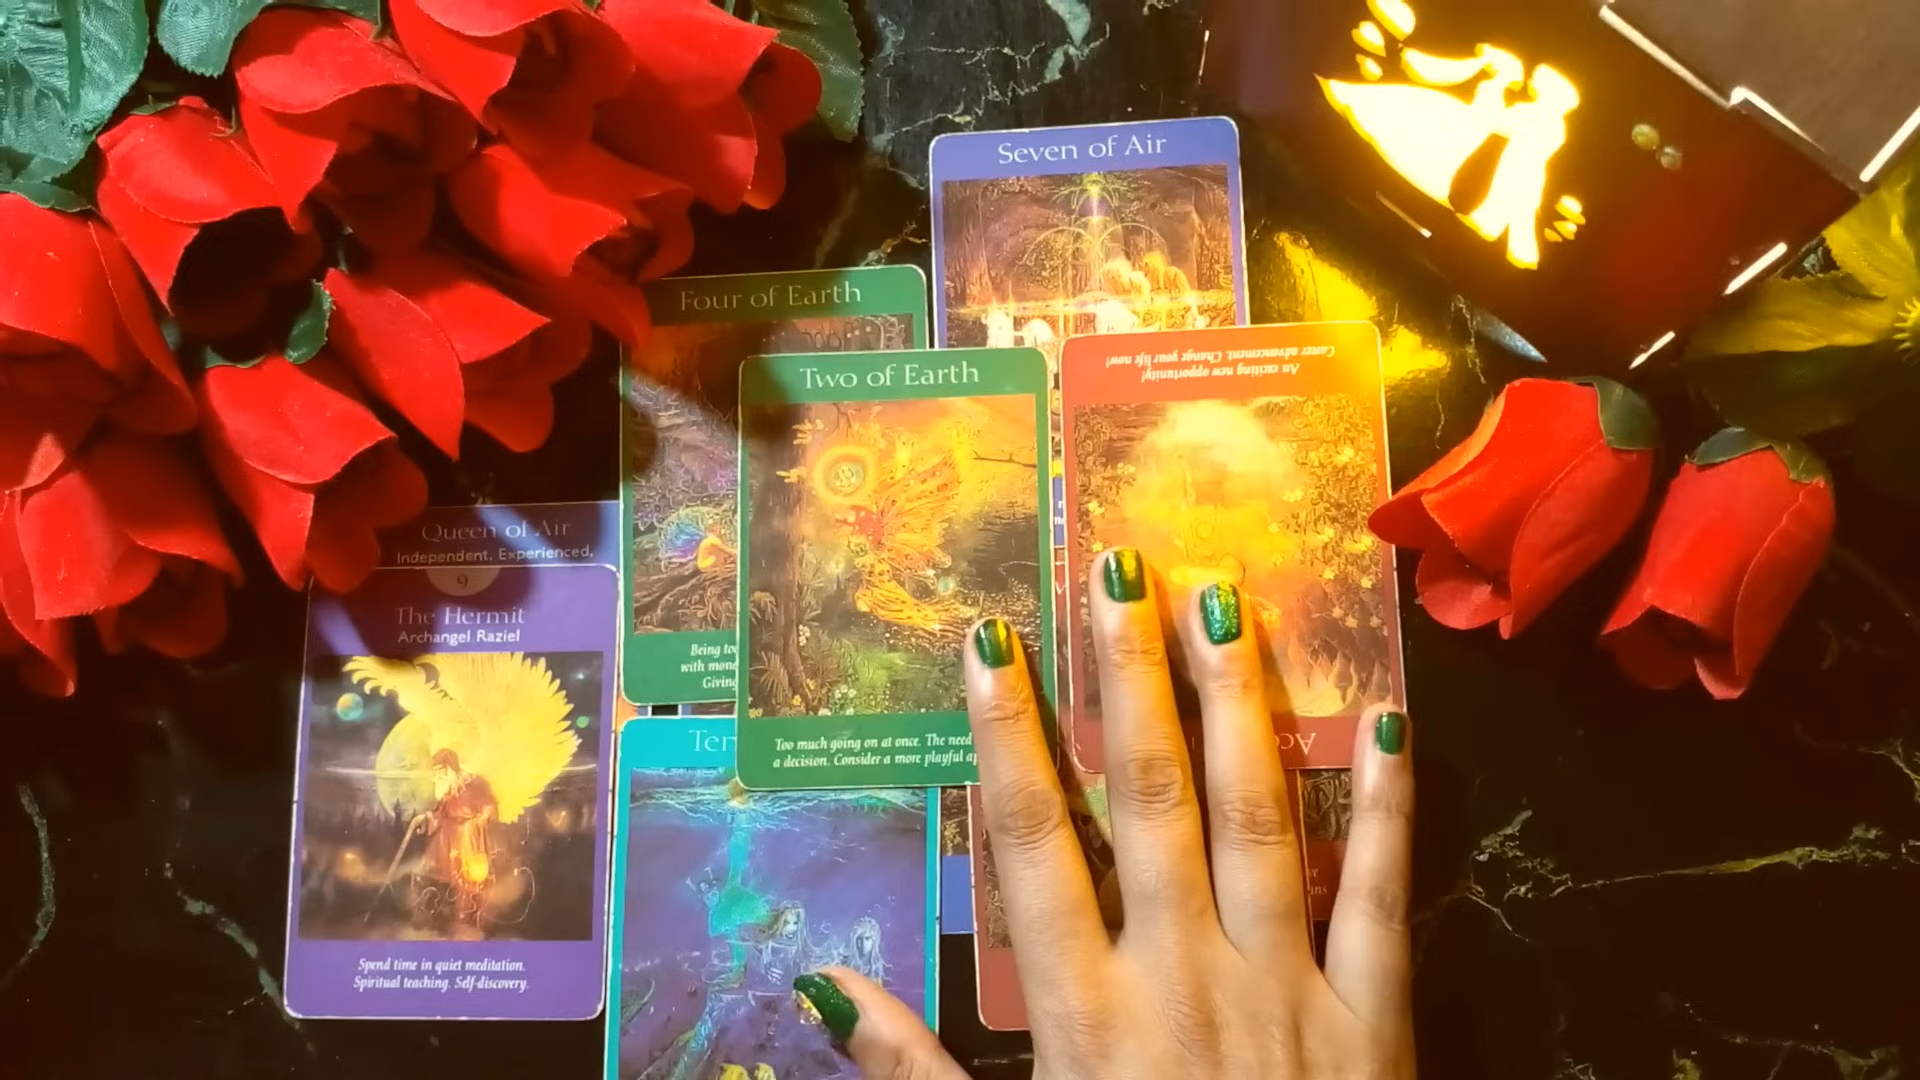 Seven of Air
Four of Earth
Two of Earth
An exciting new opportunity!
Career advancement. Change your life now!
Queen of Air
Independent, Experienced,
9
The Hermit
Archangel Raziel
Being
with
Giving
Ten
Too much going on at once. The need
a decision. Consider a more playful
Spend time in quiet meditation.
Spiritual teaching. Self-discovery.